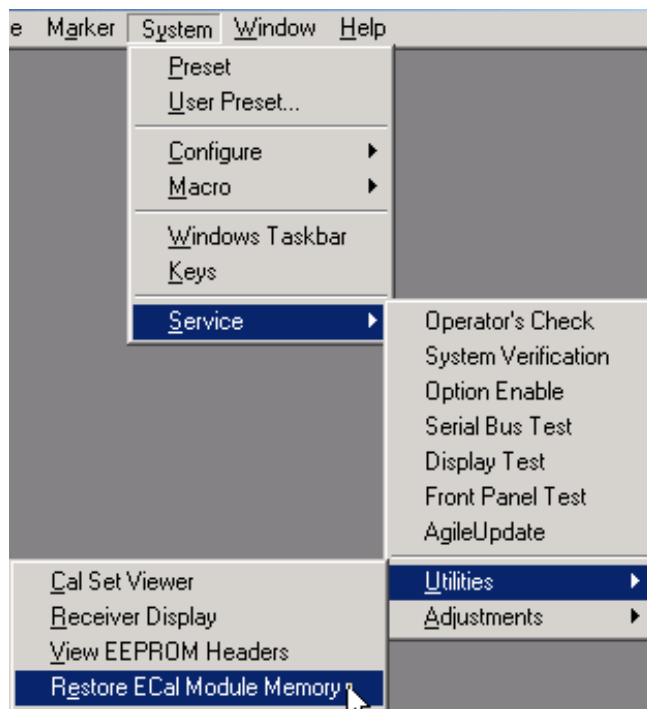 e Marker System Window Help
Preset
User Preset...
Configure
Macro
Windows Taskbar
Keys
Service
Operator's Check
System Verification
Option Enable
Serial Bus Test
Display Test
Front Panel Test
AgileUpdate
Utilities
Adjustments
Cal Set Viewer
Receiver Display
View EEPROM Headers
Restore ECal Module Memory